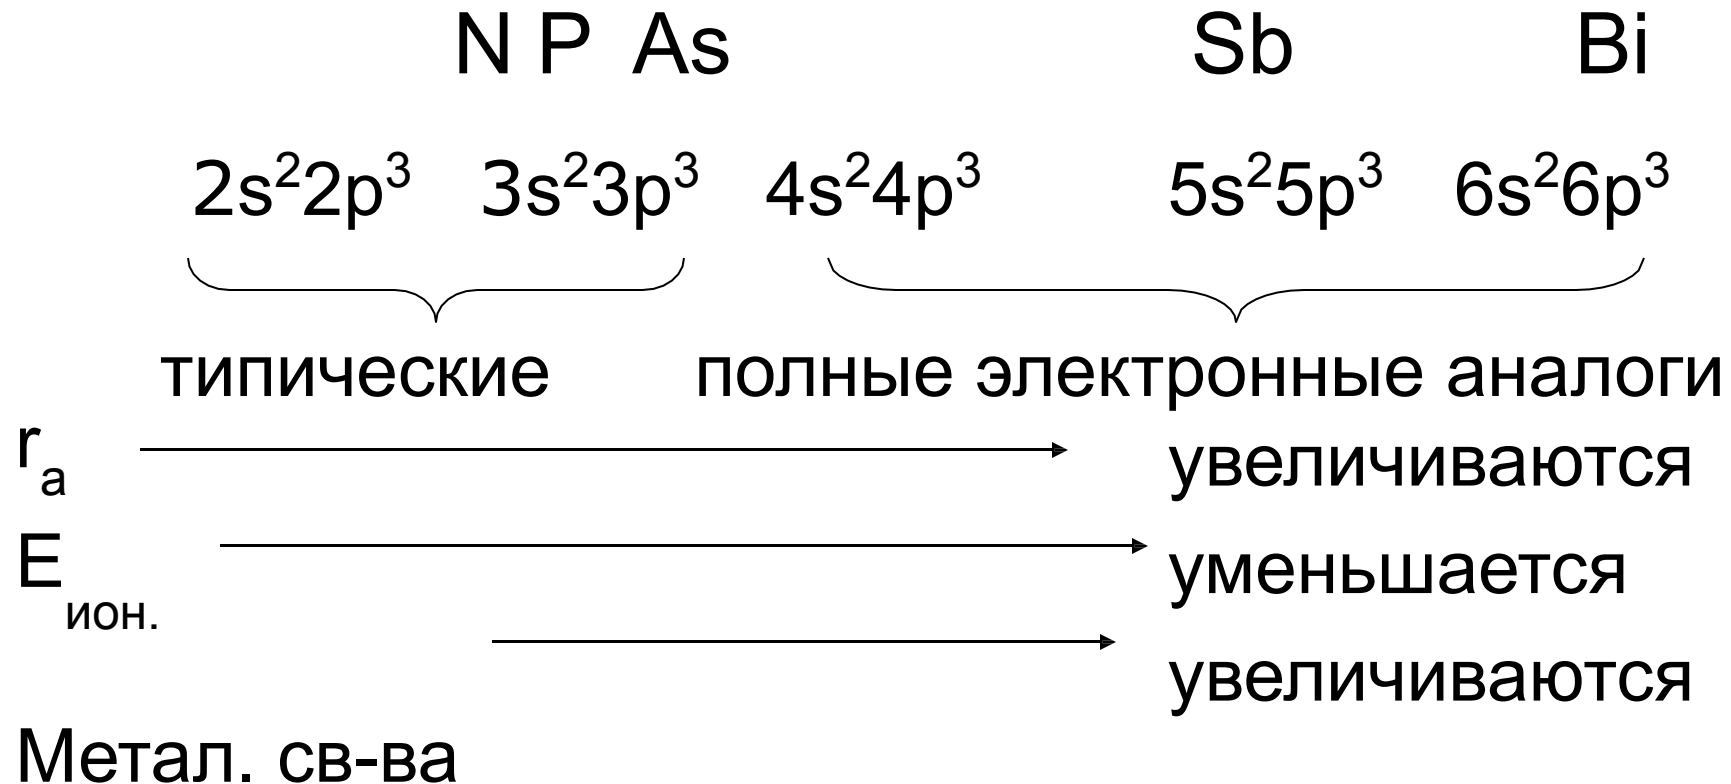 N P As Sb Bi
2s²2p³ 3s²3p³ 4s²4p³ 5s²5p³ 6s²6p³
типические полные электронные аналоги
rа увеличиваются
Eион. уменьшается
увеличиваются
Метал. св-ва